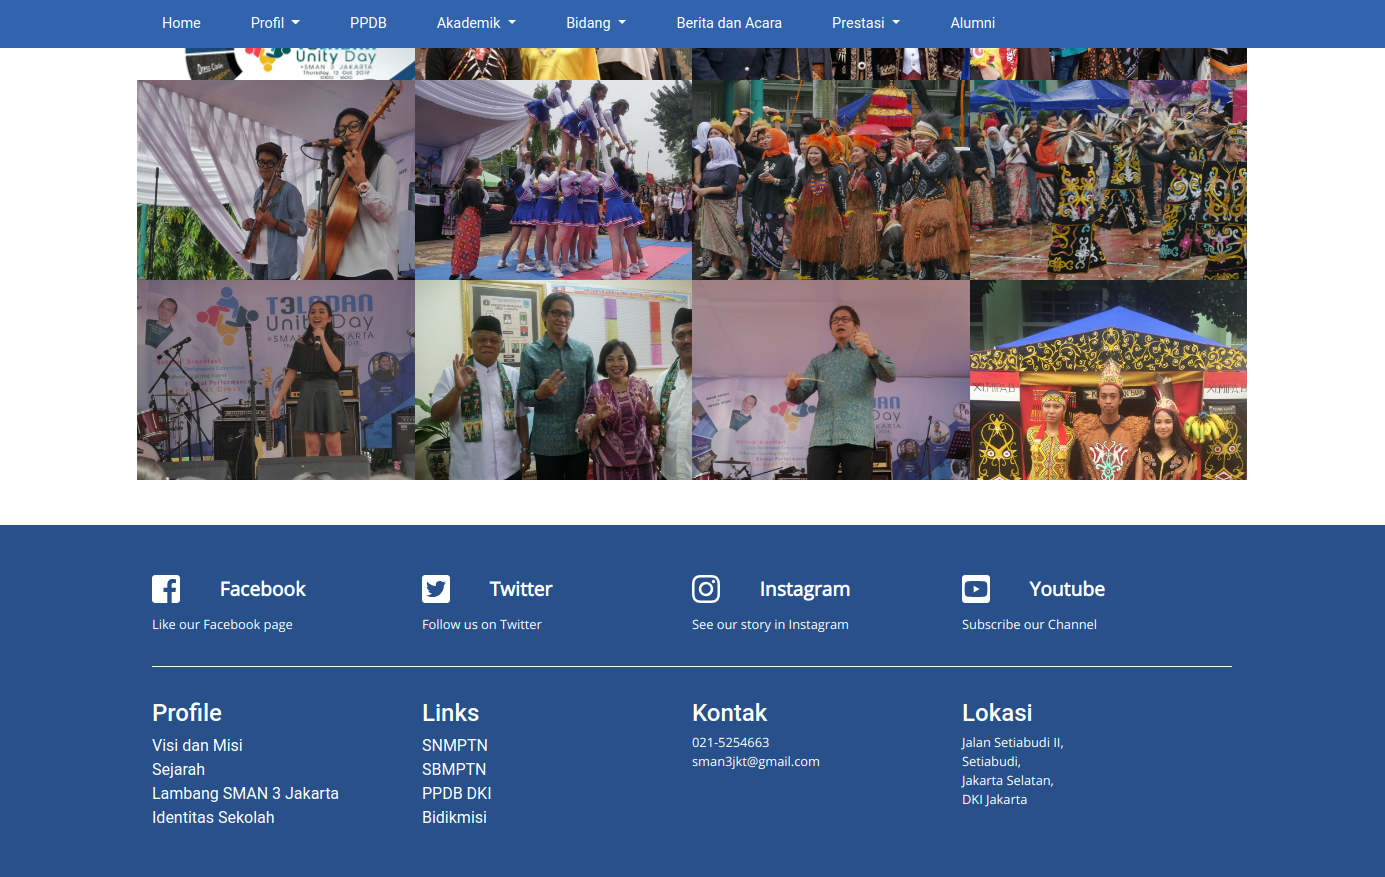 Home Profil PPDB Akademik Bidang Berita dan Acara Prestasi Alumni
Dress Code
Unity Day
SMAN 3 JAKARTA
Thursday, 12 Oct 2017
T3LADAN
Unity Day
SMAN 3 JAKARTA
Facebook
Like our Facebook page
Twitter
Follow us on Twitter
Instagram
See our story in Instagram
Youtube
Subscribe our Channel
Profile
Visi dan Misi
Sejarah
Lambang SMAN 3 Jakarta
Identitas Sekolah
Links
SNMPTN
SBMPTN
PPDB DKI
Bidikmisi
Kontak
021-5254663
sman3jkt@gmail.com
Lokasi
Jalan Setiabudi II,
Setiabudi,
Jakarta Selatan,
DKI Jakarta